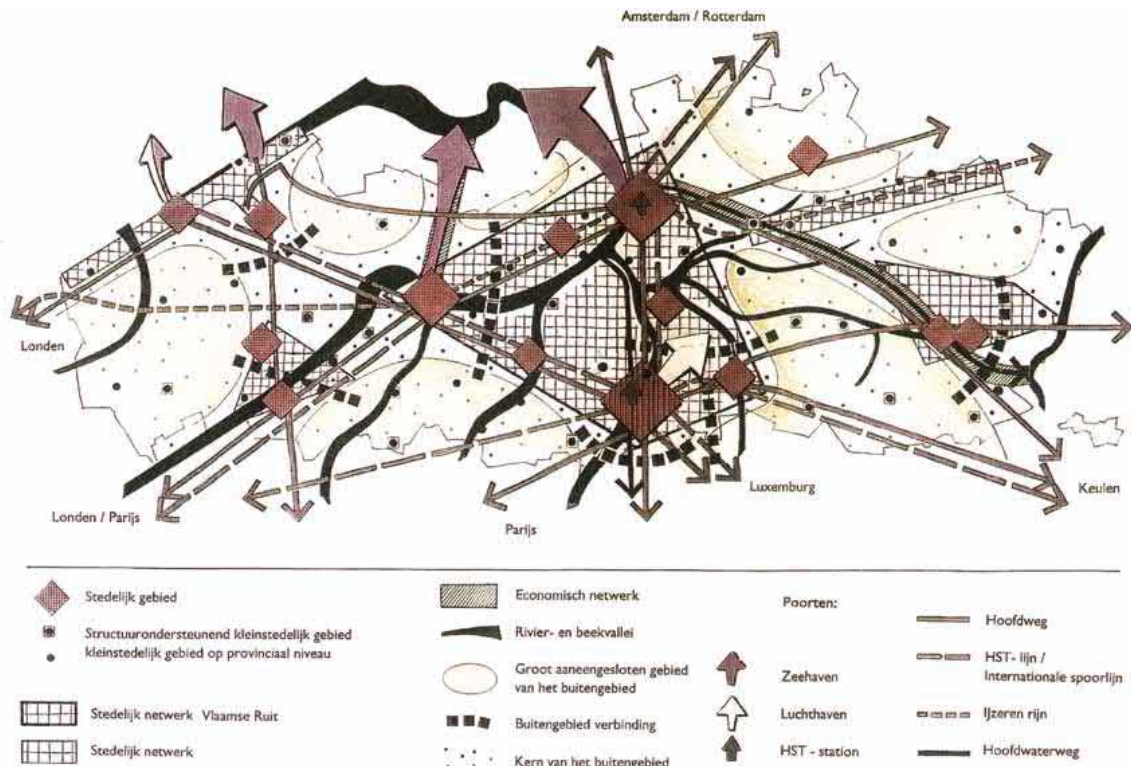 Amsterdam / Rotterdam
Londen
Londen / Parijs
Parijs
Luxemburg
Keulen
Stedelijk gebied
Structuurondersteunend kleinstedelijk gebied
kleinstedelijk gebied op provinciaal niveau
Stedelijk netwerk Vlaamse Ruit
Stedelijk netwerk
Economisch netwerk
Rivier- en beekvallei
Groot aaneengesloten gebied
van het buitengebied
Buitengebied verbinding
Kern van het buitengebied
Poorten:
Zeehaven
Luchthaven
HST - station
Hoofdweg
HST- lijn /
Internationale spoorlijn
IJzeren rijn
Hoofdwaterweg